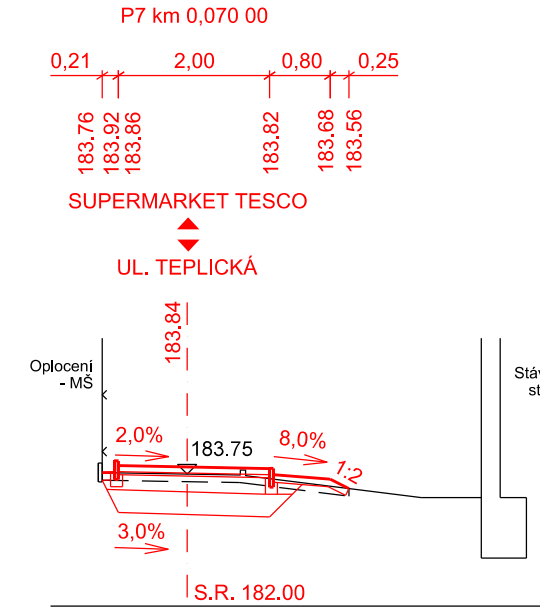 P7 km 0,070 00
0,21 2,00 0,80 0,25
183.76 183.92 183.86 183.82 183.68 183.56
SUPERMARKET TESCO
UL. TEPLICKÁ
183.84
Oplocení
- MŠ
Stáv
st
2,0% 183.75 8,0% 1:2
3,0%
S.R. 182.00